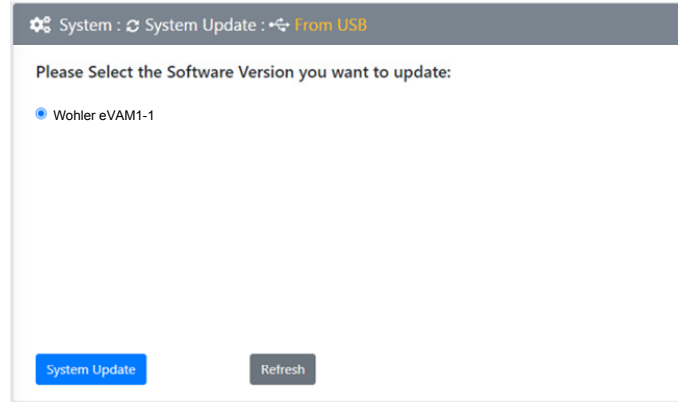 System : System Update : From USB
Please Select the Software Version you want to update:
Wohler eVAM1-1
System Update Refresh